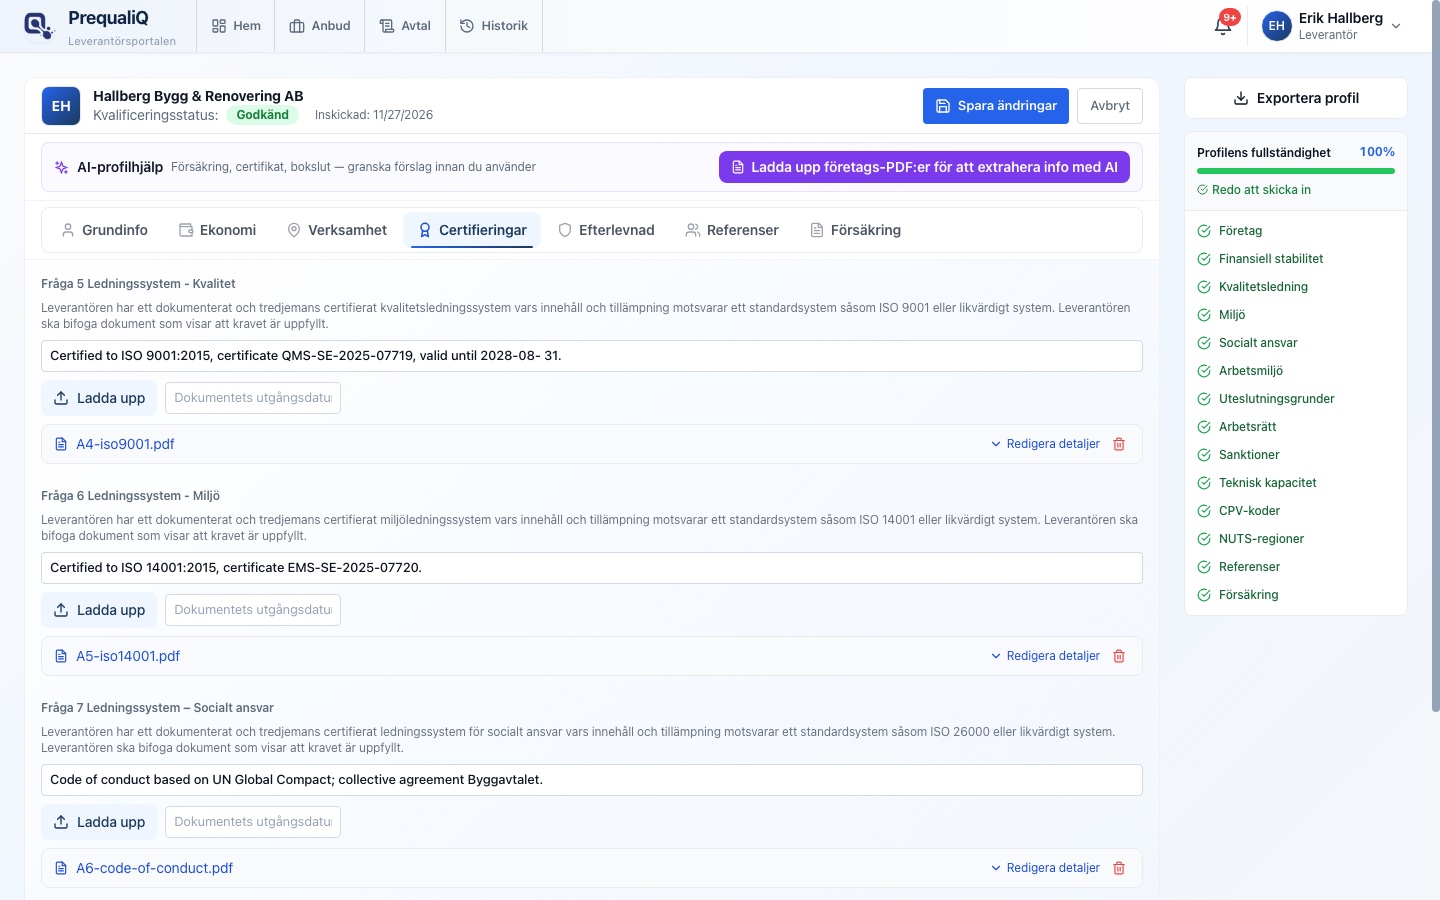 PrequaliQ
Leverantörsportalen
Hem
Anbud
Avtal
Historik
9+
EH
Erik Hallberg
Leverantör
EH
Hallberg Bygg & Renovering AB
Kvalificeringsstatus: Godkänd Inskickad: 11/27/2026
Spara ändringar
Avbryt
AI-profilhjälp Försäkring, certifikat, bokslut — granska förslag innan du använder
Ladda upp företags-PDF:er för att extrahera info med AI
Grundinfo
Ekonomi
Verksamhet
Certifieringar
Efterlevnad
Referenser
Försäkring
Fråga 5 Ledningssystem - Kvalitet
Leverantören har ett dokumenterat och tredjemans certifierat kvalitetsledningssystem vars innehåll och tillämpning motsvarar ett standardsystem såsom ISO 9001 eller likvärdigt system. Leverantören
ska bifoga dokument som visar att kravet är uppfyllt.
Certified to ISO 9001:2015, certificate QMS-SE-2025-07719, valid until 2028-08- 31.
Ladda upp
Dokumentets utgångsdatu
A4-iso9001.pdf
Redigera detaljer
Fråga 6 Ledningssystem - Miljö
Leverantören har ett dokumenterat och tredjemans certifierat miljöledningssystem vars innehåll och tillämpning motsvarar ett standardsystem såsom ISO 14001 eller likvärdigt system. Leverantören ska
bifoga dokument som visar att kravet är uppfyllt.
Certified to ISO 14001:2015, certificate EMS-SE-2025-07720.
Ladda upp
Dokumentets utgångsdatu
A5-iso14001.pdf
Redigera detaljer
Fråga 7 Ledningssystem – Socialt ansvar
Leverantören har ett dokumenterat och tredjemans certifierat ledningssystem för socialt ansvar vars innehåll och tillämpning motsvarar ett standardsystem såsom ISO 26000 eller likvärdigt system.
Leverantören ska bifoga dokument som visar att kravet är uppfyllt.
Code of conduct based on UN Global Compact; collective agreement Byggavtalet.
Ladda upp
Dokumentets utgångsdatu
A6-code-of-conduct.pdf
Redigera detaljer
Exportera profil
Profilens fullständighet 100%
Redo att skicka in
Företag
Finansiell stabilitet
Kvalitetsledning
Miljö
Socialt ansvar
Arbetsmiljö
Uteslutningsgrunder
Arbetsrätt
Sanktioner
Teknisk kapacitet
CPV-koder
NUTS-regioner
Referenser
Försäkring